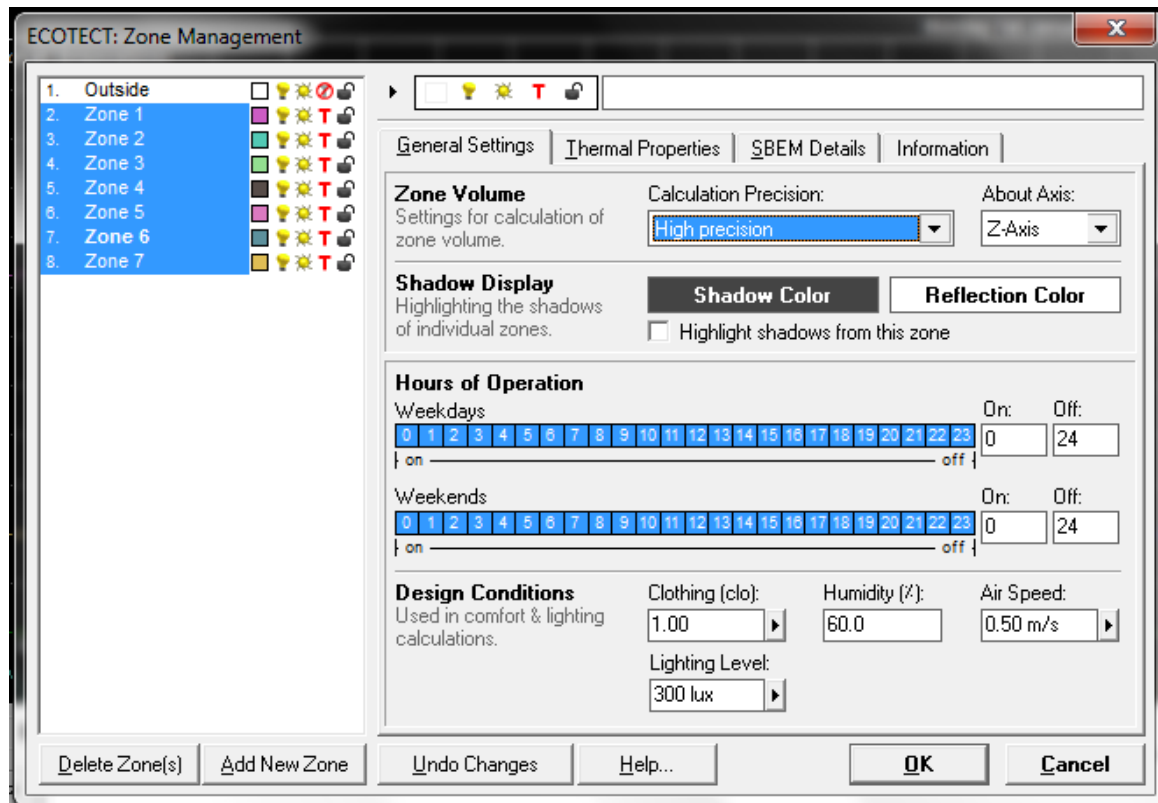 ECOTECT: Zone Management
1. Outside
2. Zone 1 T
3. Zone 2 T
4. Zone 3 T
5. Zone 4 T
6. Zone 5 T
7. Zone 6 T
8. Zone 7 T
Delete Zone(s) Add New Zone
T
General Settings Thermal Properties SBEM Details Information
Zone Volume Calculation Precision: About Axis:
Settings for calculation of
zone volume. High precision Z-Axis
Shadow Display Shadow Color Reflection Color
Highlighting the shadows
of individual zones. Highlight shadows from this zone
Hours of Operation
Weekdays On: Off:
0 1 2 3 4 5 6 7 8 9 10 11 12 13 14 15 16 17 18 19 20 21 22 23 0 24
on off
Weekends On: Off:
0 1 2 3 4 5 6 7 8 9 10 11 12 13 14 15 16 17 18 19 20 21 22 23 0 24
on off
Design Conditions Clothing (clo): Humidity (%): Air Speed:
Used in comfort & lighting 1.00 60.0 0.50 m/s
calculations.
Lighting Level:
300 lux
Undo Changes Help... OK Cancel